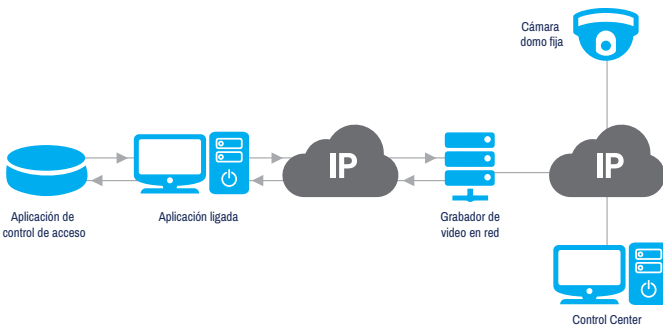 Cámara
domo fija
IP
IP
Aplicación de
control de acceso
Aplicación ligada
Grabador de
video en red
Control Center